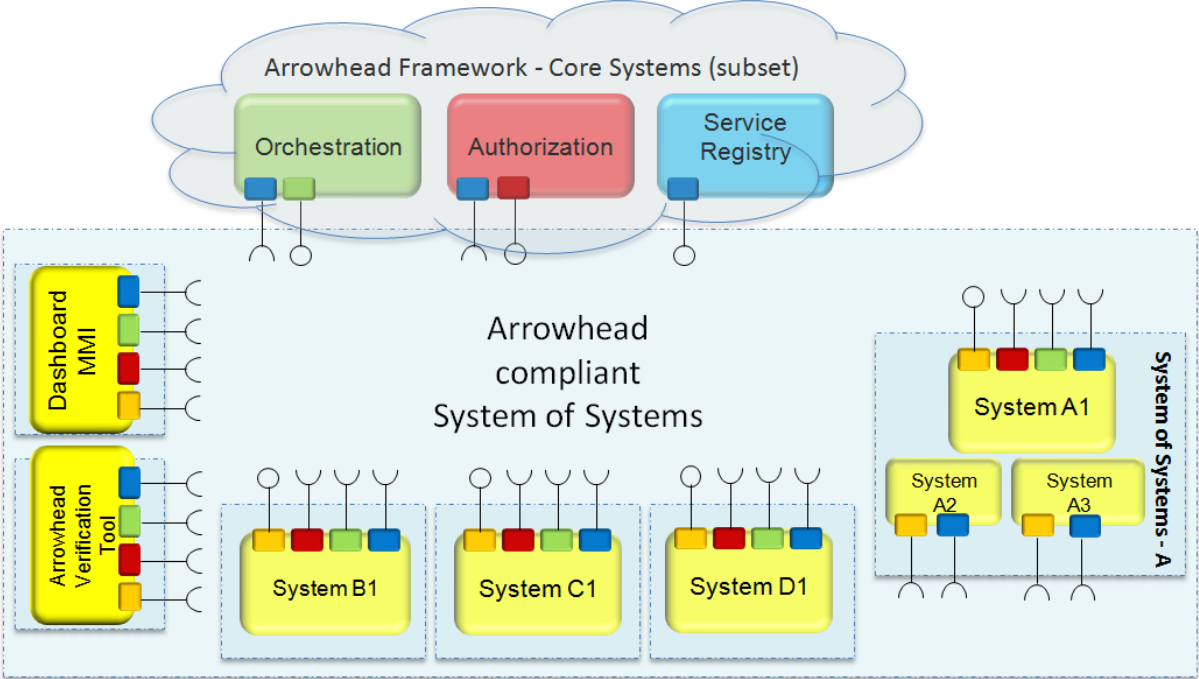 Arrowhead Framework - Core Systems (subset)
Orchestration
Authorization
Service
Registry
Dashboard
MMI
Arrowhead
compliant
System of Systems
System A1
System
A2
System
A3
System of Systems - A
Arrowhead
Verification
Tool
System B1
System C1
System D1